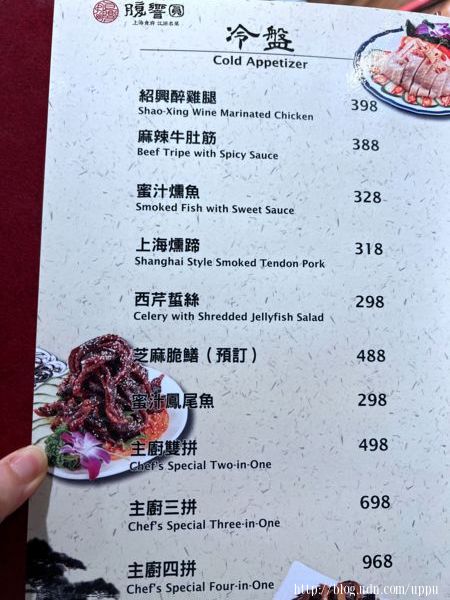 勝響圓
上海食府 江浙名菜
冷盤
Cold Appetizer
紹興醉雞腿 398
Shao-Xing Wine Marinated Chicken
麻辣牛肚筋 388
Beef Tripe with Spicy Sauce
蜜汁燻魚 328
Smoked Fish with Sweet Sauce
上海燻蹄 318
Shanghai Style Smoked Tendon Pork
西芹蜇絲 298
Celery with Shredded Jellyfish Salad
芝麻脆鱔（預訂） 488
蜜汁鳳尾魚 298
主廚雙拼 498
Chef's Special Two-in-One
主廚三拼 698
Chef's Special Three-in-One
主廚四拼 968
Chef's Special Four-in-One
http://blog.udn.com/uppu